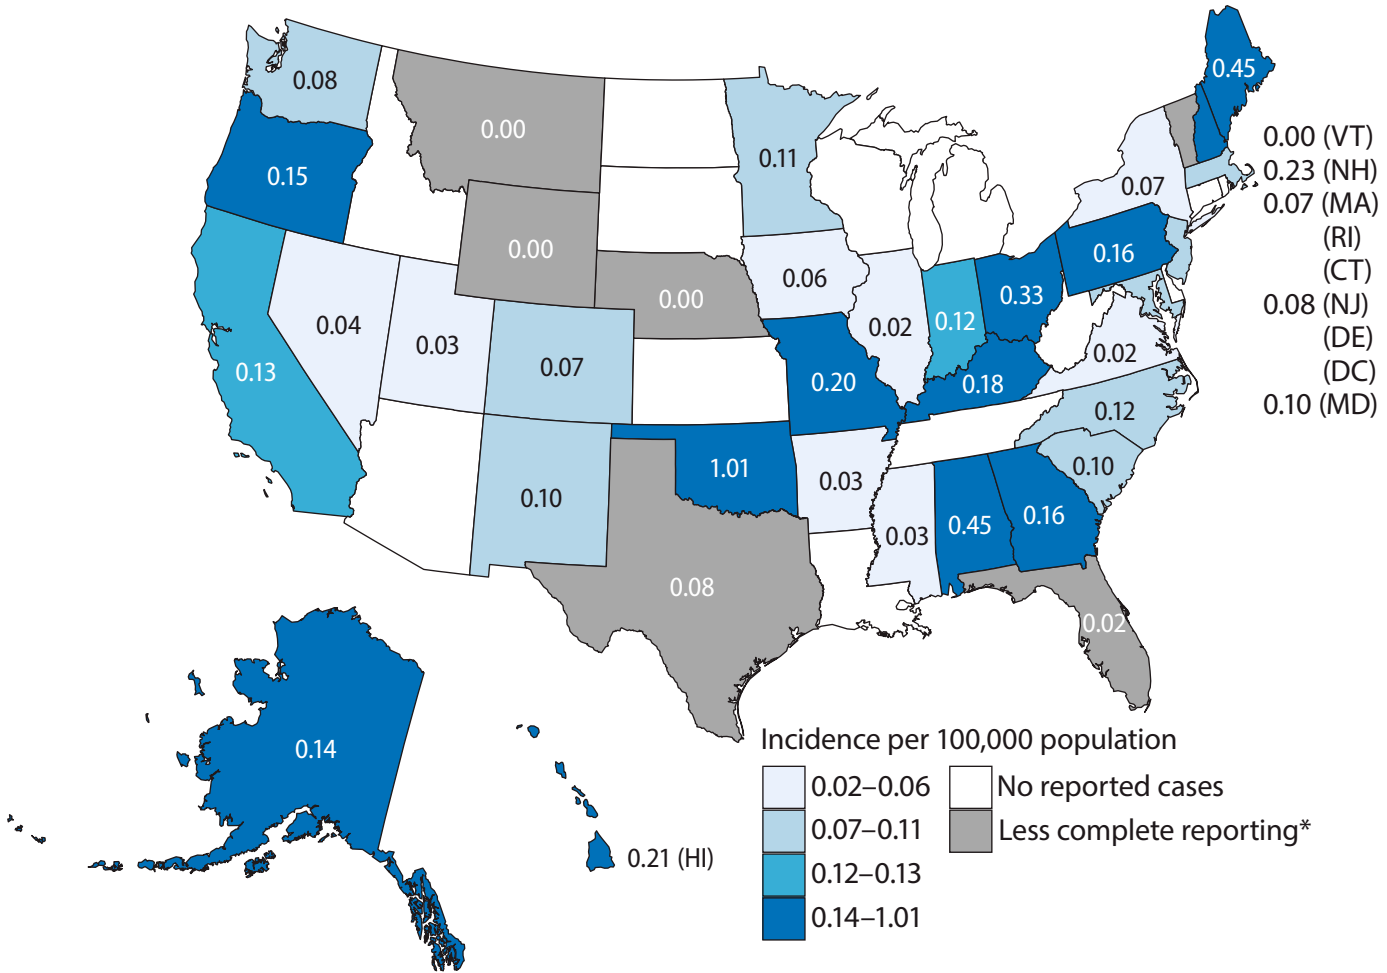 0.45
0.08
0.00
0.11
0.00 (VT)
0.15
0.07
0.23 (NH)
0.07 (MA)
(RI)
0.00
0.16
(CT)
0.06
0.00
0.33
0.08 (NJ)
0.04
0.03
0.02
0.12
(DE)
0.02
0.13
0.07
0.20
0.18
(DC)
0.10 (MD)
0.12
1.01
0.10
0.03
0.10
0.03
0.45
0.16
0.08
0.02
0.14
0.21 (HI)
Incidence per 100,000 population
0.02–0.06
No reported cases
0.07–0.11
Less complete reporting*
0.12–0.13
0.14–1.01